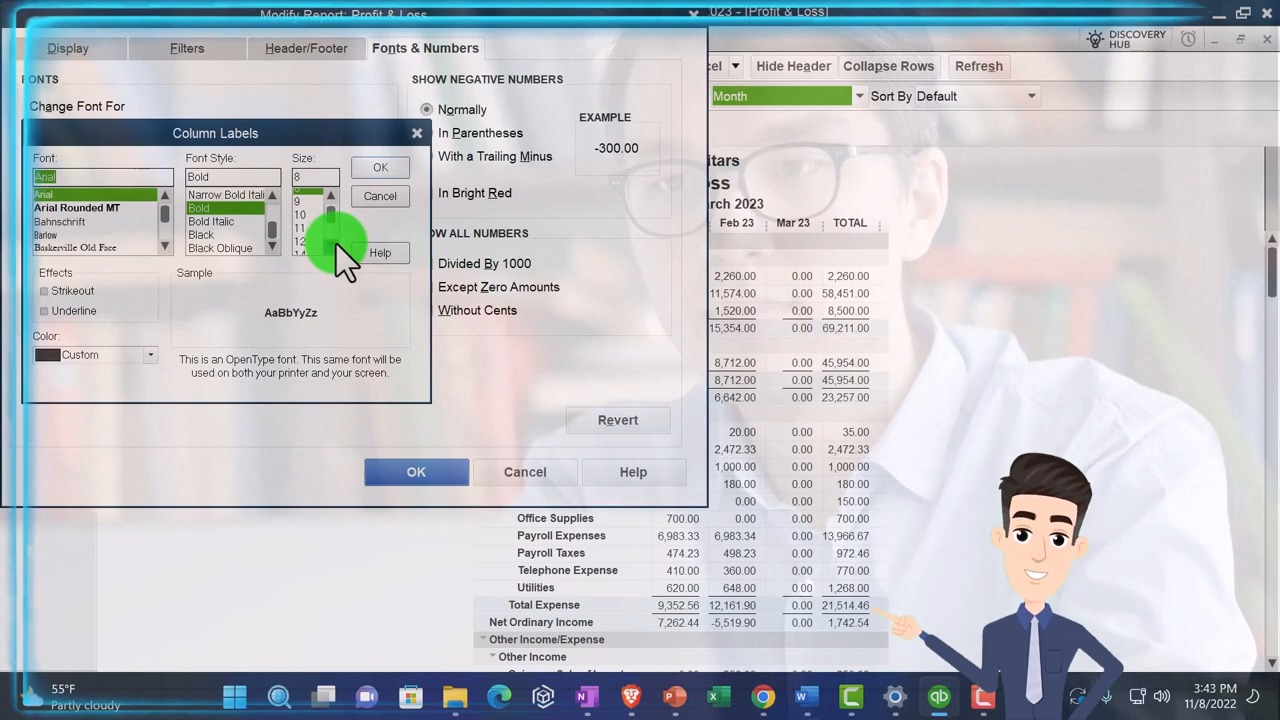 Modify Report: Profit & Loss
023 - [Profit & Loss]
DISCOVERY
HUB
Display
Filters
Header/Footer
Fonts & Numbers
cel
Hide Header
Collapse Rows
Refresh
Month
Sort By
Default
FONTS
Change Font For
SHOW NEGATIVE NUMBERS
Normally
In Parentheses
With a Trailing Minus
In Bright Red
EXAMPLE
-300.00
OW ALL NUMBERS
Divided By 1000
Except Zero Amounts
Without Cents
Revert
OK
Cancel
Help
Column Labels
Font:
Arial
Arial
Arial Rounded MT
Bahnschrift
Barlow
Baskerville Old Face
Font Style:
Bold
Narrow Bold Itali
Bold
Bold Italic
Black
Black Oblique
Size:
8
9
10
11
12
OK
Cancel
Help
Effects
Strikeout
Underline
Color:
Custom
Sample
AaBbYyZz
This is an OpenType font. This same font will be
used on both your printer and your screen.
itars
oss
arch 2023
Feb 23 Mar 23 TOTAL
2,260.00 0.00 2,260.00
11,574.00 0.00 58,451.00
1,520.00 0.00 8,500.00
15,354.00 0.00 69,211.00
8,712.00 0.00 45,954.00
8,712.00 0.00 45,954.00
6,642.00 0.00 23,257.00
20.00 0.00 35.00
2,472.33 0.00 2,472.33
1,000.00 0.00 1,000.00
180.00 0.00 180.00
0.00 0.00 150.00
Office Supplies 700.00 0.00 0.00 700.00
Payroll Expenses 6,983.33 6,983.34 0.00 13,966.67
Payroll Taxes 474.23 498.23 0.00 972.46
Telephone Expense 410.00 360.00 0.00 770.00
Utilities 620.00 648.00 0.00 1,268.00
Total Expense 9,352.56 12,161.90 0.00 21,514.46
Net Ordinary Income 7,262.44 -5,519.90 0.00 1,742.54
Other Income/Expense
Other Income
55°F
Partly cloudy
3:43 PM
11/8/2022